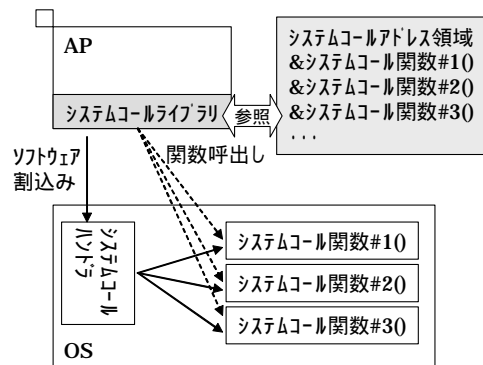 AP
システムコールライブラリ
参照
システムコールアドレス領域
&システムコール関数#1()
&システムコール関数#2()
&システムコール関数#3()
...
ソフトウェア
割込み
関数呼出し
システムコール
ハンドラ
システムコール関数#1()
システムコール関数#2()
システムコール関数#3()
OS